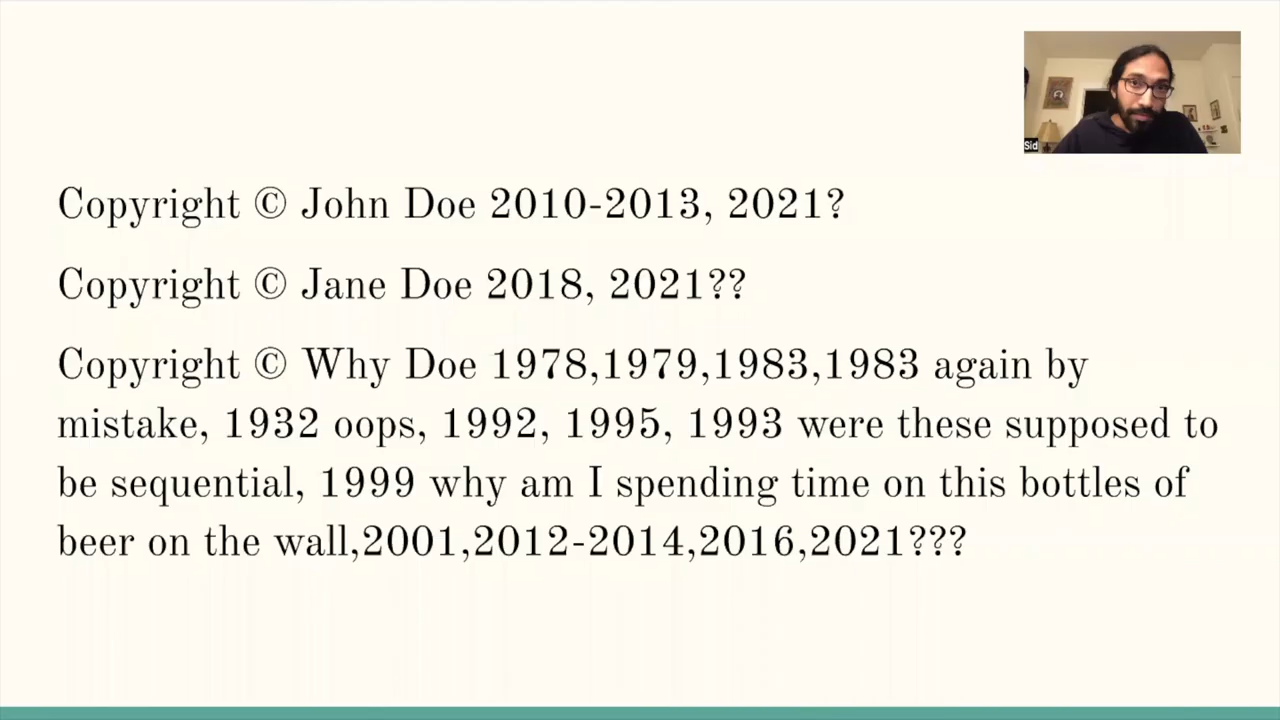 Sid
Copyright © John Doe 2010-2013, 2021?
Copyright © Jane Doe 2018, 2021??
Copyright © Why Doe 1978,1979,1983,1983 again by
mistake, 1932 oops, 1992, 1995, 1993 were these supposed to
be sequential, 1999 why am I spending time on this bottles of
beer on the wall,2001,2012-2014,2016,2021???